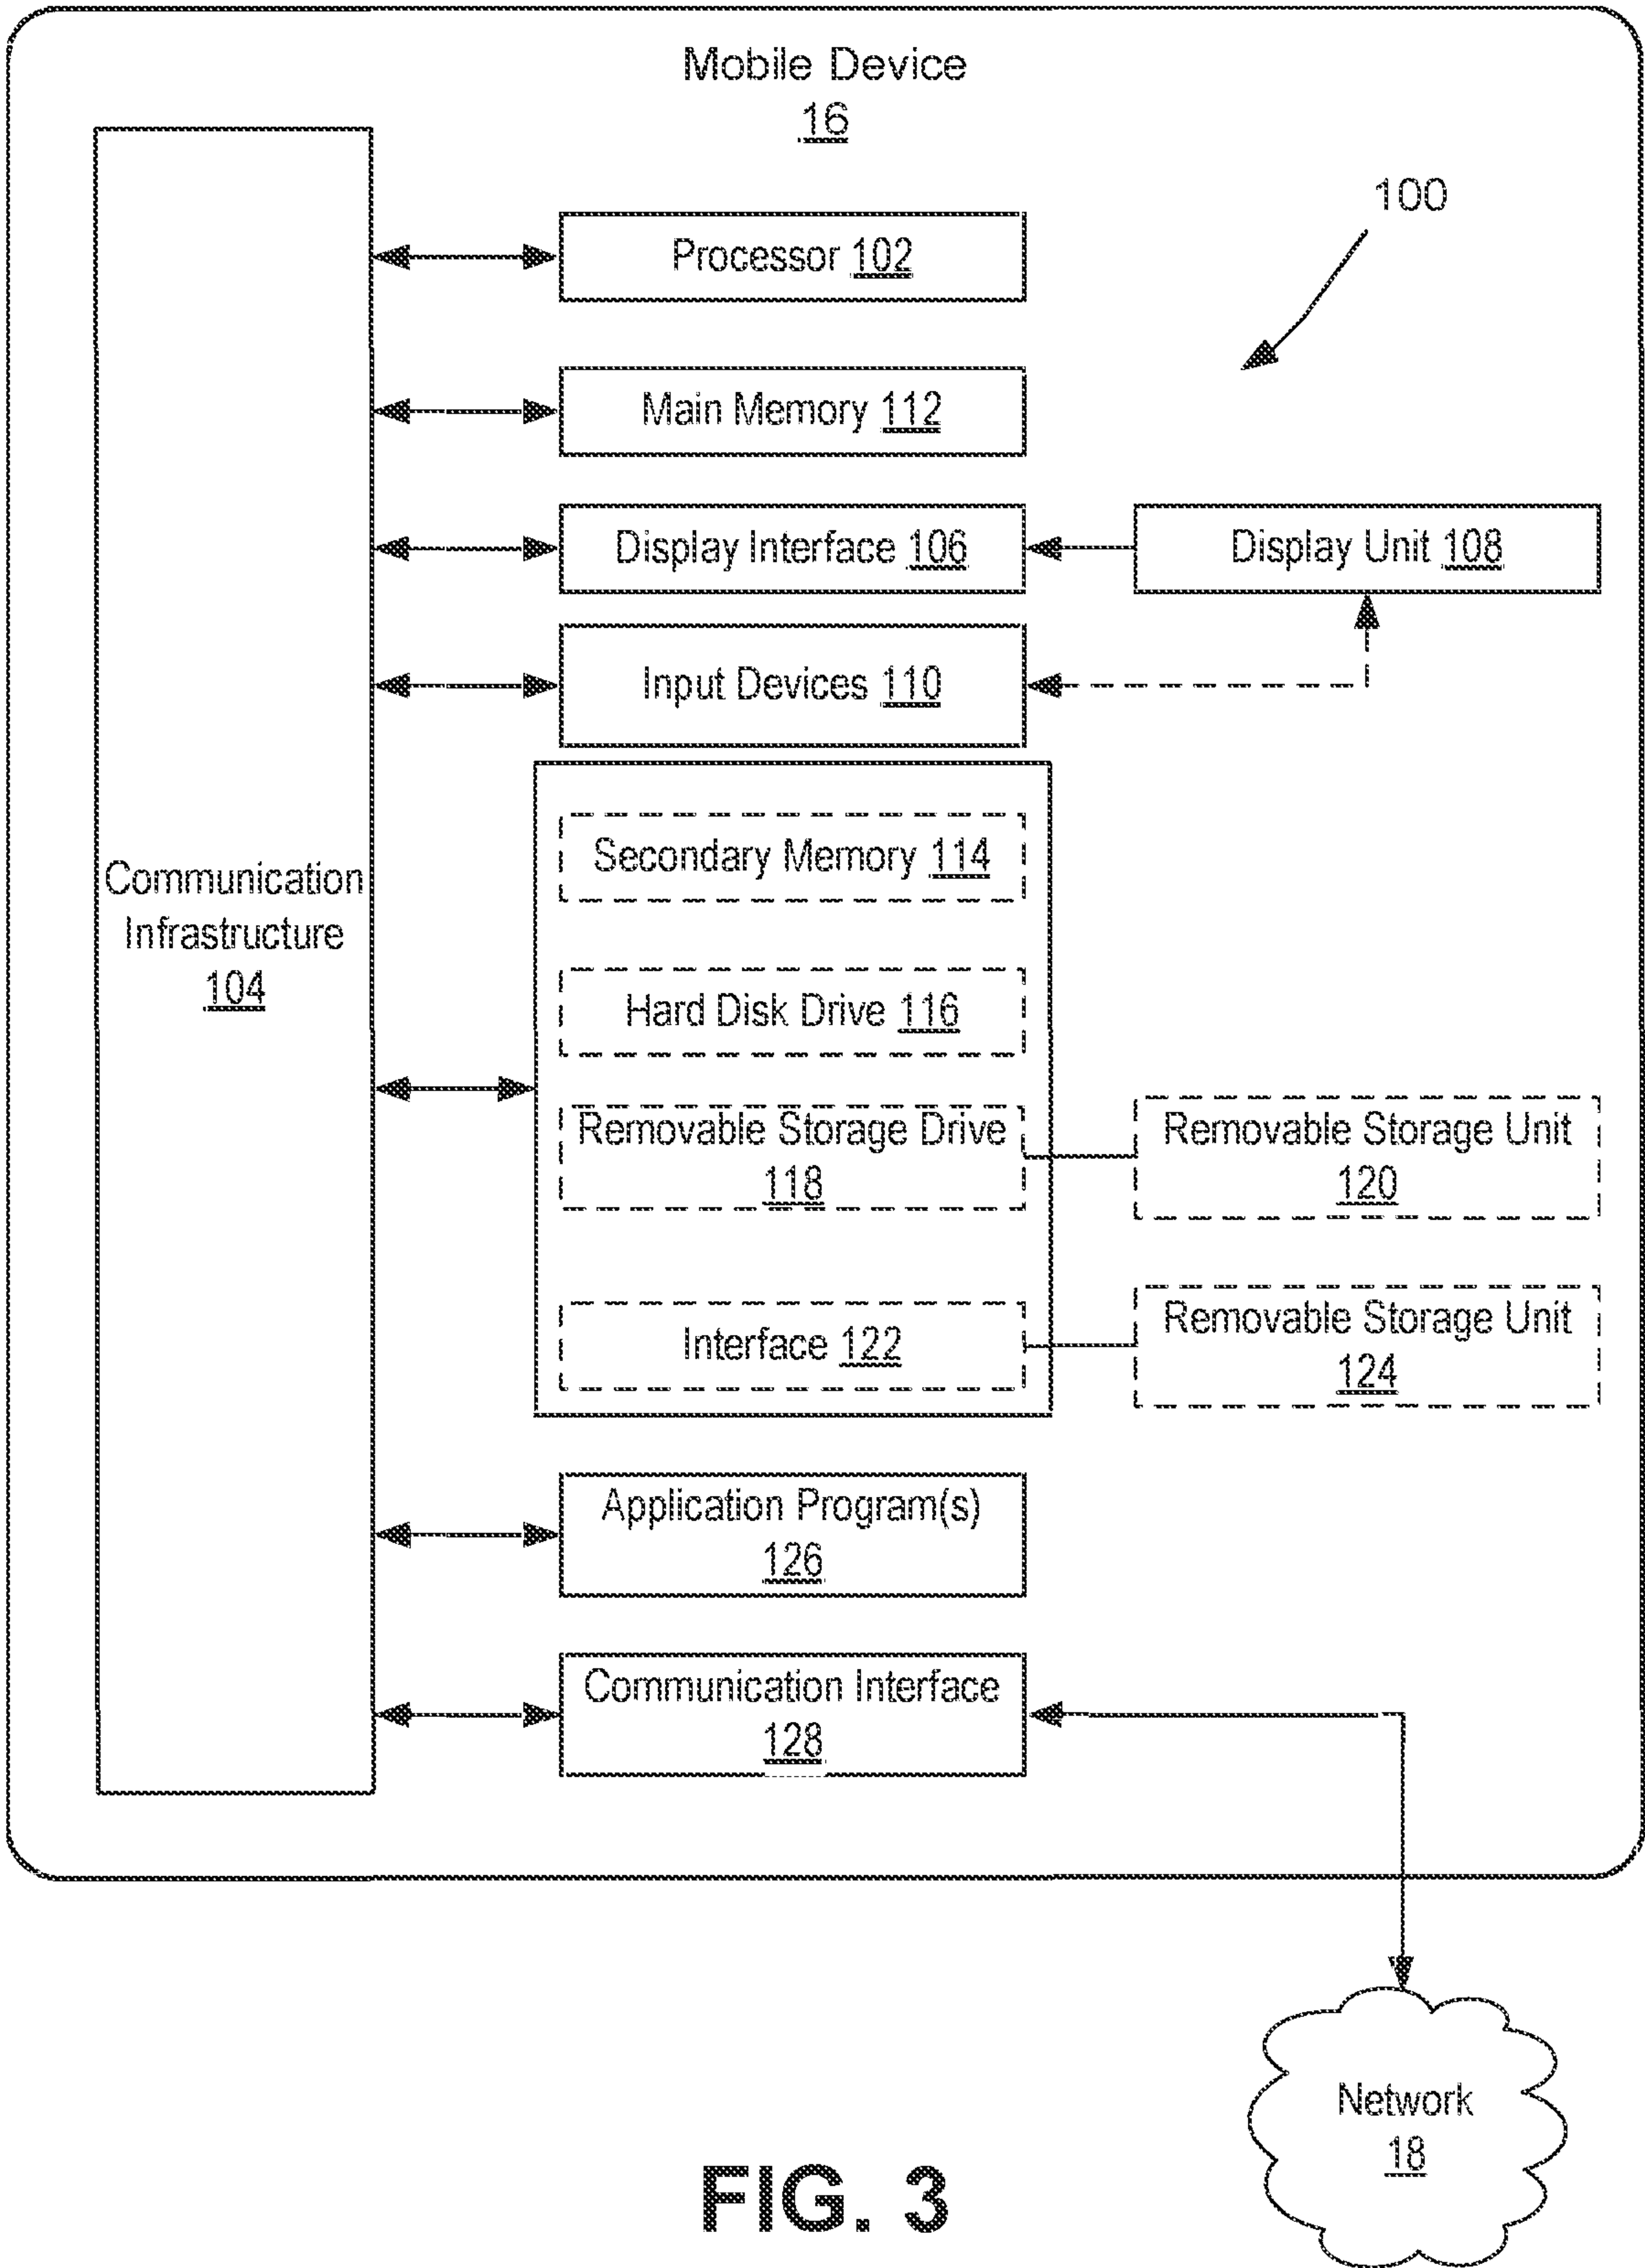 Mobile Device
16
100
Processor 102
Main Memory 112
Display Interface 106
Display Unit 108
Input Devices 110
Communication
Infrastructure
104
Secondary Memory 114
Hard Disk Drive 116
Removable Storage Drive
118
Removable Storage Unit
120
Interface 122
Removable Storage Unit
124
Application Program(s)
126
Communication Interface
128
Network
18
FIG. 3